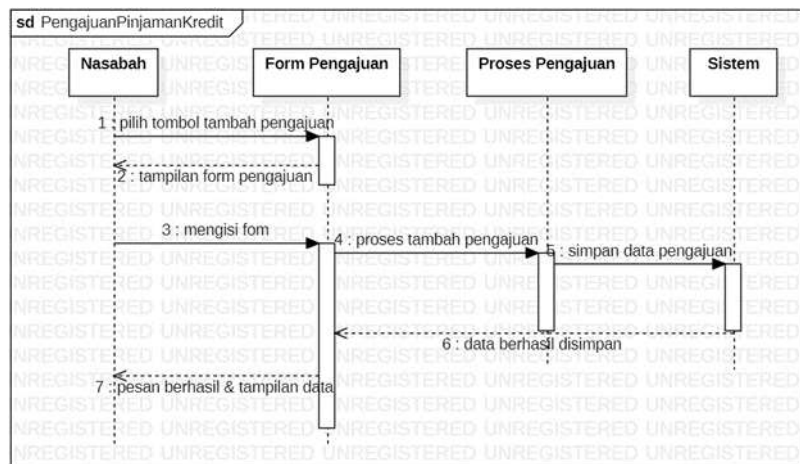 sd PengajuanPinjamanKredit
Nasabah
Form Pengajuan
Proses Pengajuan
Sistem
1 : pilih tombol tambah pengajuan
2 : tampilan form pengajuan
3 : mengisi fom
4 : proses tambah pengajuan
5 : simpan data pengajuan
6 : data berhasil disimpan
7 : pesan berhasil & tampilan data
UNREGISTERED